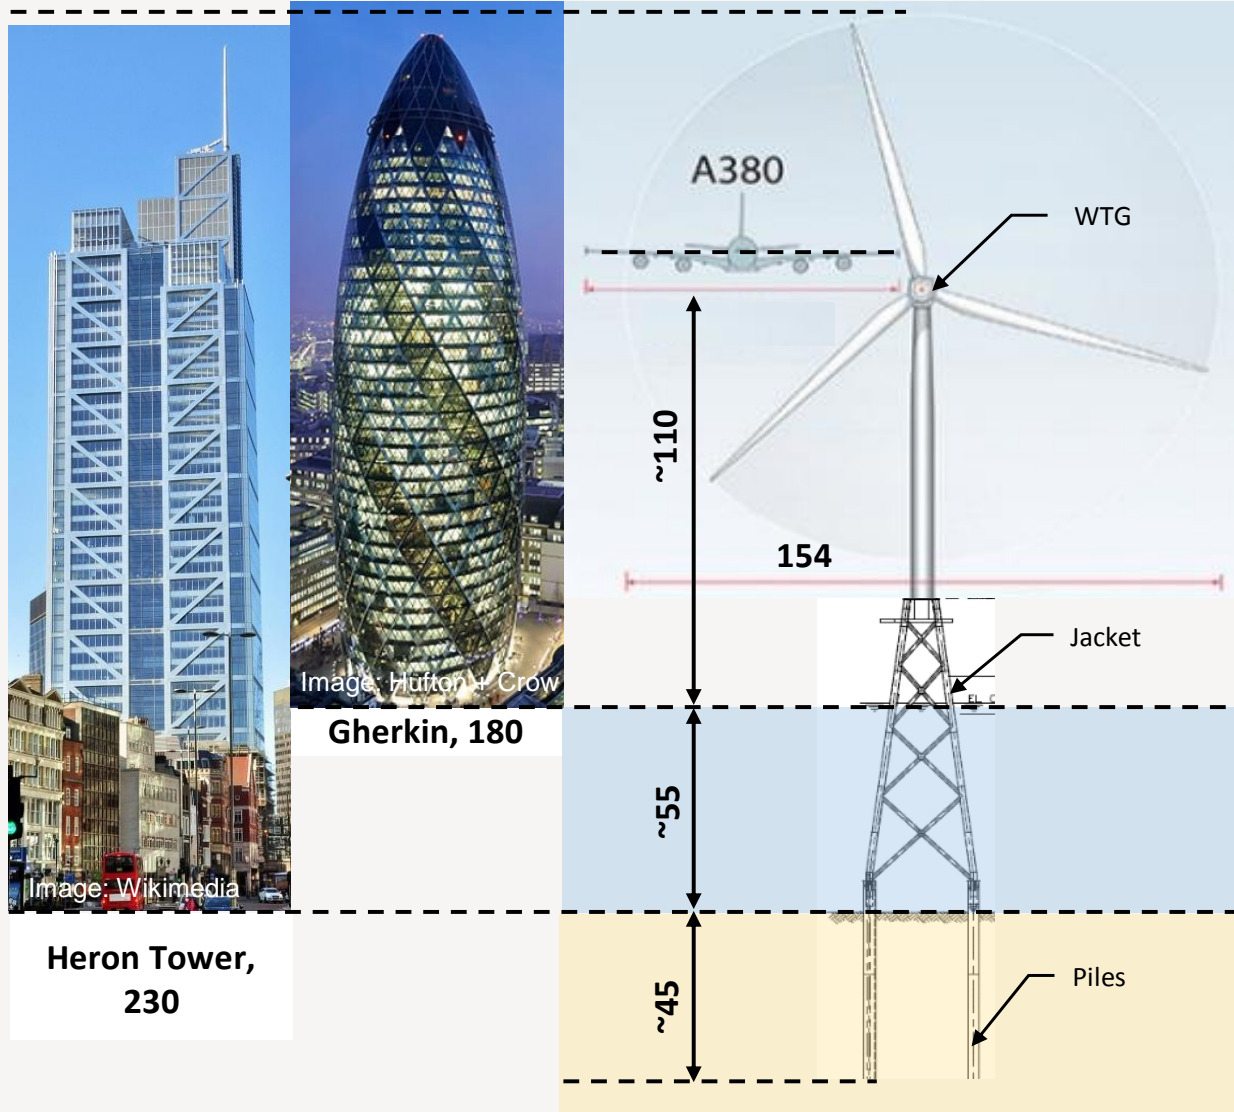 A380
WTG
~110
154
Jacket
Image: Hufton + Crow
Gherkin, 180
~55
Image: Wikimedia
Heron Tower,
230
Piles
~45